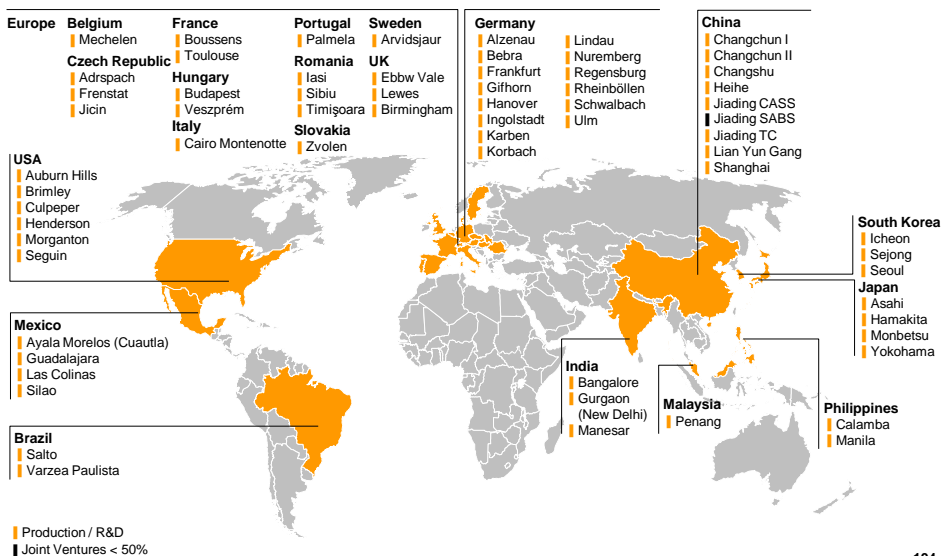 Europe
Belgium
Mechelen
Czech Republic
Adrspach
Frenstat
Jicin
France
Boussens
Toulouse
Hungary
Budapest
Veszprém
Italy
Cairo Montenotte
Portugal
Palmela
Romania
Iasi
Sibiu
Timişoara
Slovakia
Zvolen
Sweden
Arvidsjaur
UK
Ebbw Vale
Lewes
Birmingham
Germany
Alzenau
Bebra
Frankfurt
Gifhorn
Hanover
Ingolstadt
Karben
Korbach
Lindau
Nuremberg
Regensburg
Rheinböllen
Schwalbach
Ulm
China
Changchun I
Changchun II
Changshu
Heihe
Jiading CASS
Jiading SABS
Jiading TC
Lian Yun Gang
Shanghai
USA
Auburn Hills
Brimley
Culpeper
Henderson
Morganton
Seguin
South Korea
Icheon
Sejong
Seoul
Japan
Asahi
Hamakita
Monbetsu
Yokohama
Mexico
Ayala Morelos (Cuautla)
Guadalajara
Las Colinas
Silao
India
Bangalore
Gurgaon
(New Delhi)
Manesar
Malaysia
Penang
Philippines
Calamba
Manila
Brazil
Salto
Varzea Paulista
Production / R&D
Joint Ventures < 50%